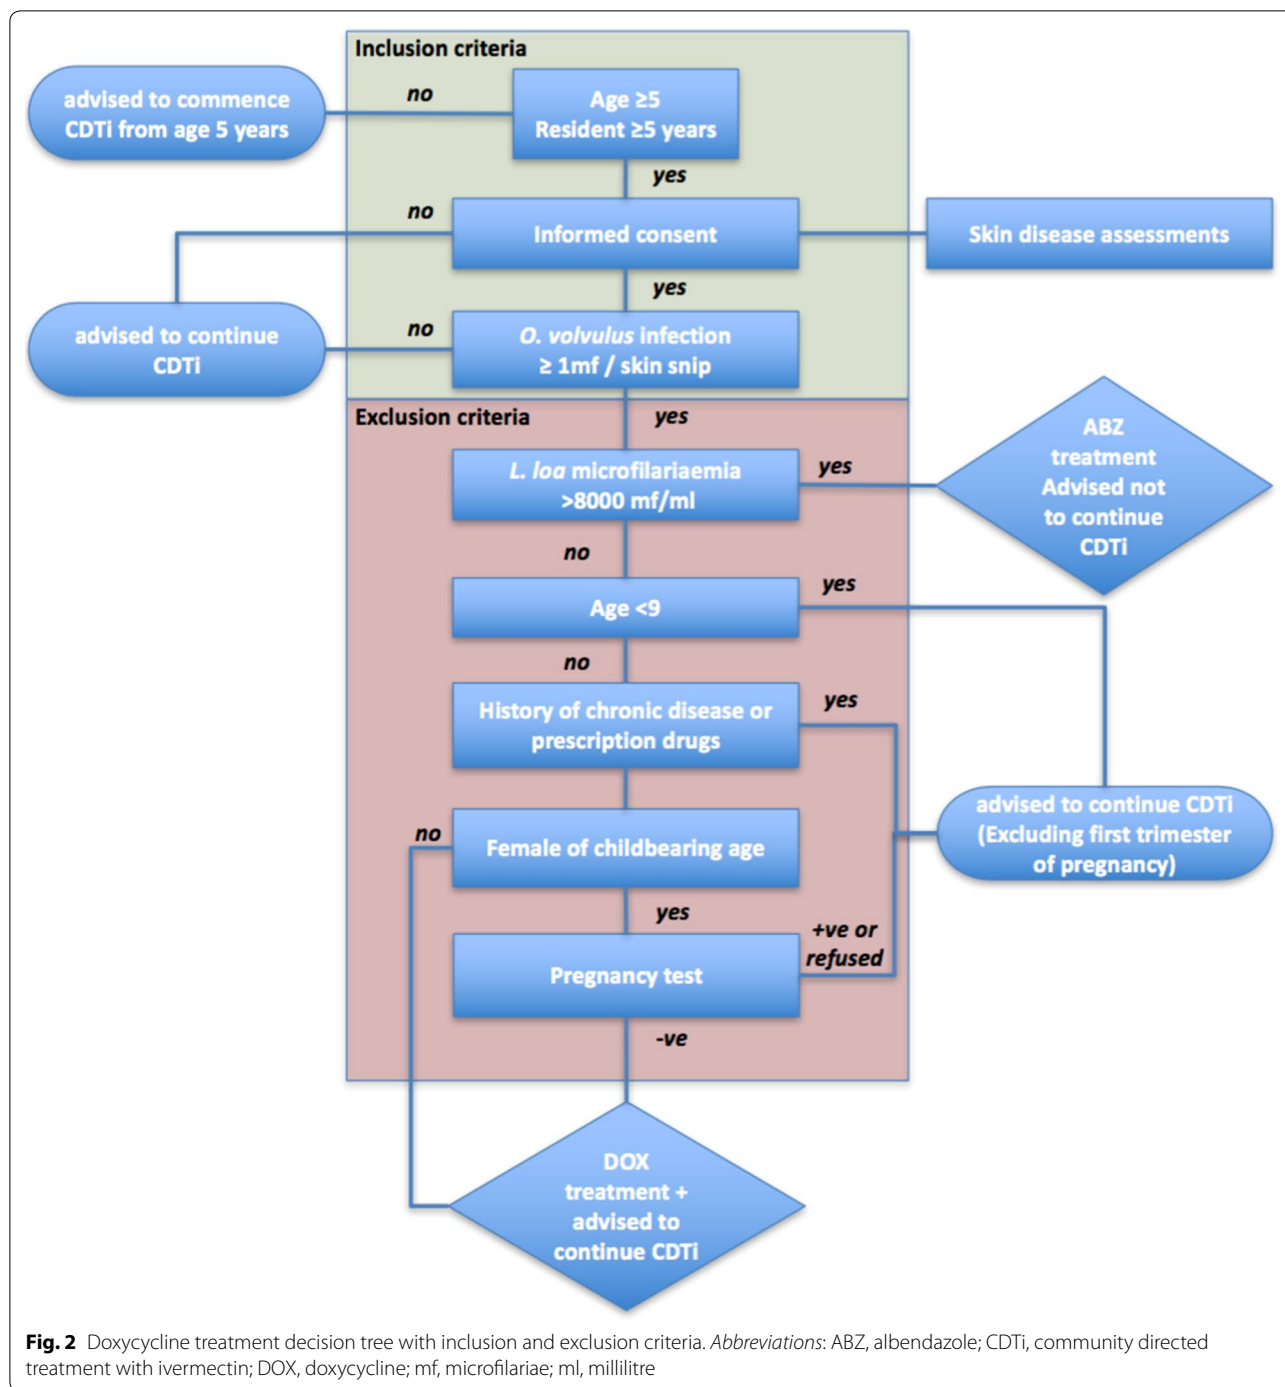 Inclusion criteria
advised to commence
CDTi from age 5 years
no
Age ≥5
Resident ≥5 years
yes
no
Informed consent
Skin disease assessments
yes
advised to continue
CDTi
no
O. volvulus infection
≥ 1mf / skin snip
Exclusion criteria
yes
L. loa microfilariaemia
>8000 mf/ml
yes
ABZ
treatment
Advised not
to continue
CDTi
no
Age <9
yes
no
History of chronic disease or
prescription drugs
yes
advised to continue CDTi
(Excluding first trimester
of pregnancy)
no
Female of childbearing age
yes
+ve or
refused
Pregnancy test
-ve
DOX
treatment +
advised to
continue CDTi
Fig. 2 Doxycycline treatment decision tree with inclusion and exclusion criteria. Abbreviations: ABZ, albendazole; CDTi, community directed
treatment with ivermectin; DOX, doxycycline; mf, microfilariae; ml, millilitre